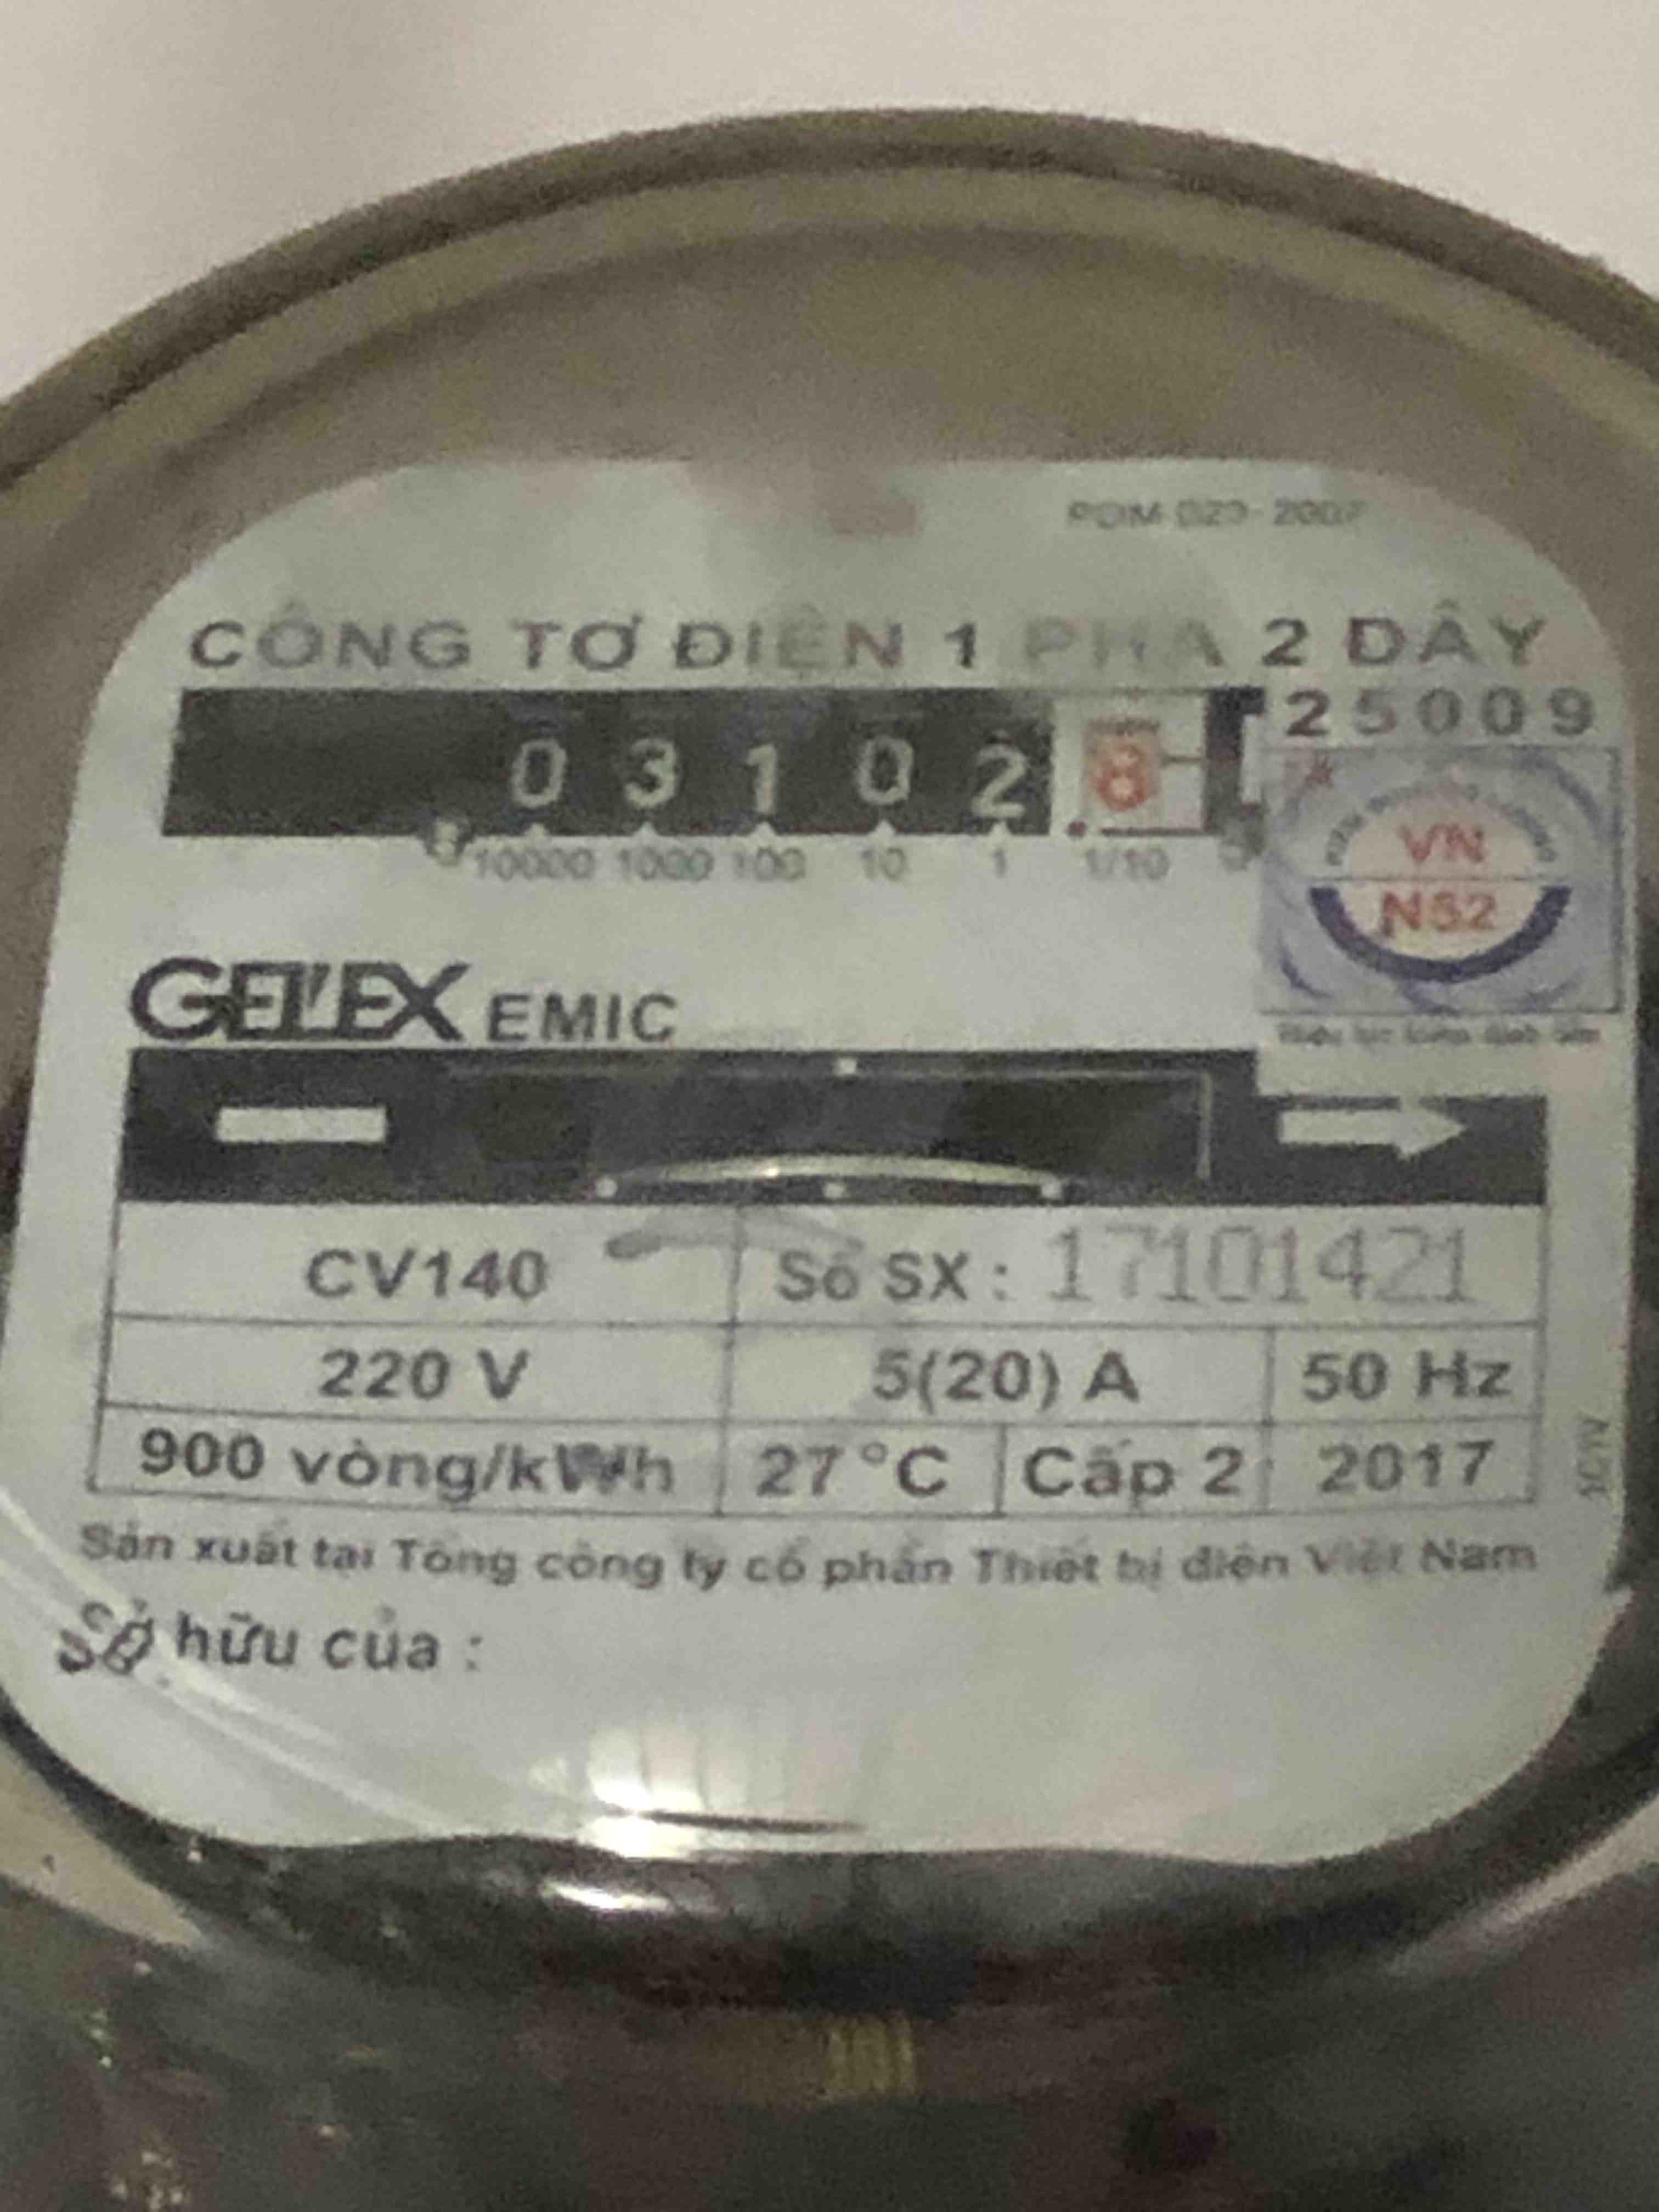 PDM 023-2007
CÔNG TƠ ĐIỆN 1 PHA 2 DÂY
25009
0 3 1 0 2 8
10000 1000 100 10 1 1/10
VN
N52
GELEX EMIC
CV140 Số SX : 17101421
220 V 5(20) A 50 Hz
900 vòng/kWh 27°C Cấp 2 2017
Sản xuất tại Tổng công ty cổ phần Thiết bị điện Việt Nam
Sở hữu của :